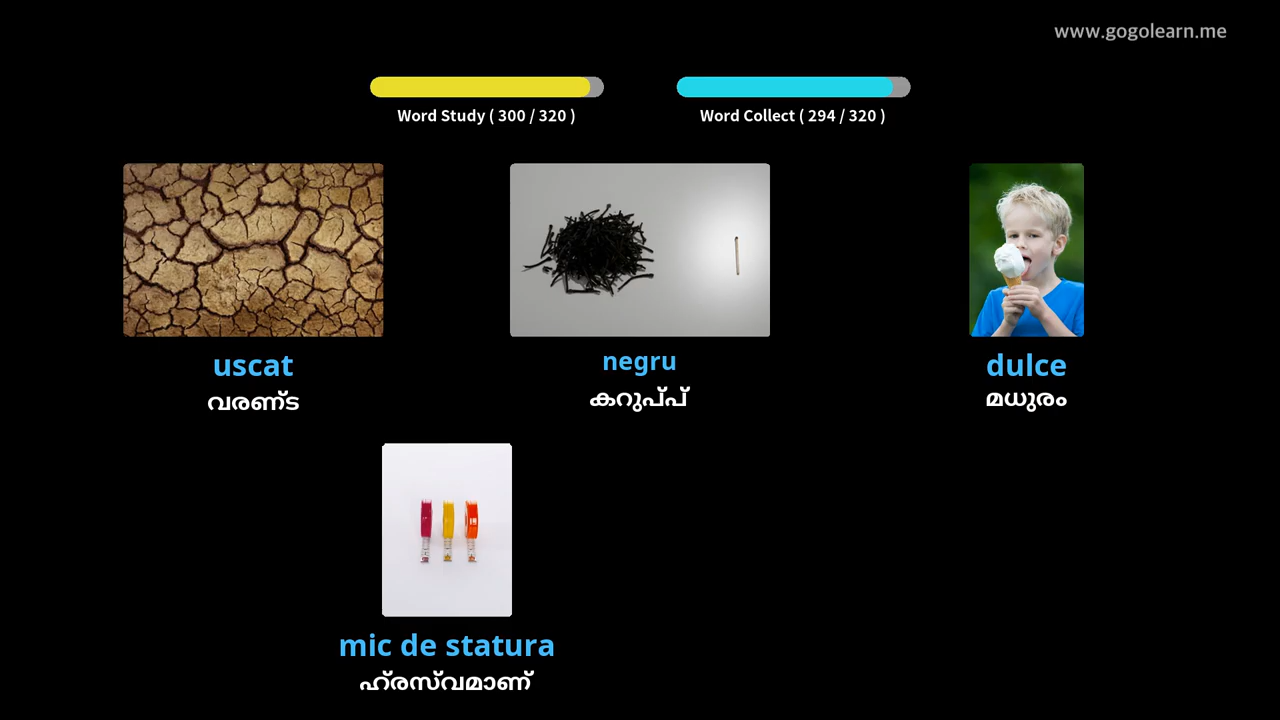 www.gogolearn.me
Word Study ( 300 / 320 )
Word Collect ( 294 / 320 )
uscat
വരണ്ട
negru
കറുപ്പ്
dulce
മധുരം
mic de statura
ഹ്രസ്വമാണ്